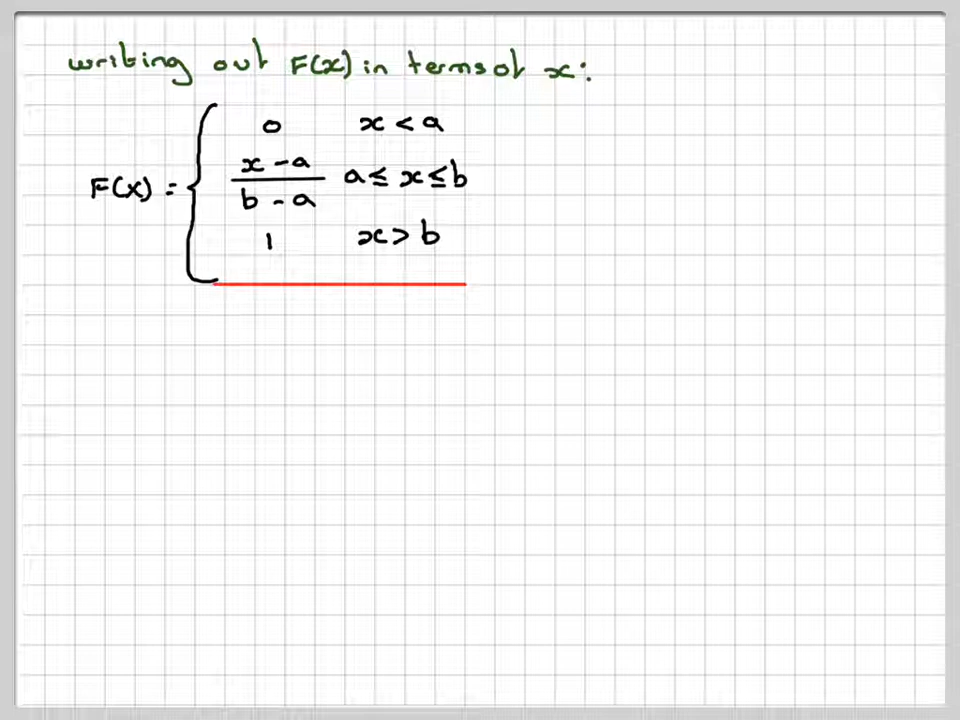 writing out F(x) in terms of x:
0 x < a
F(x) = { x - a / b - a a ≤ x ≤ b
1 x > b